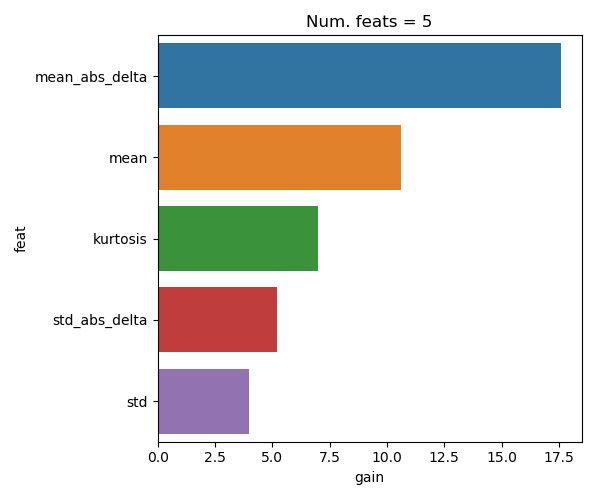 Num. feats = 5
feat
mean_abs_delta
mean
kurtosis
std_abs_delta
std
0.0 2.5 5.0 7.5 10.0 12.5 15.0 17.5
gain